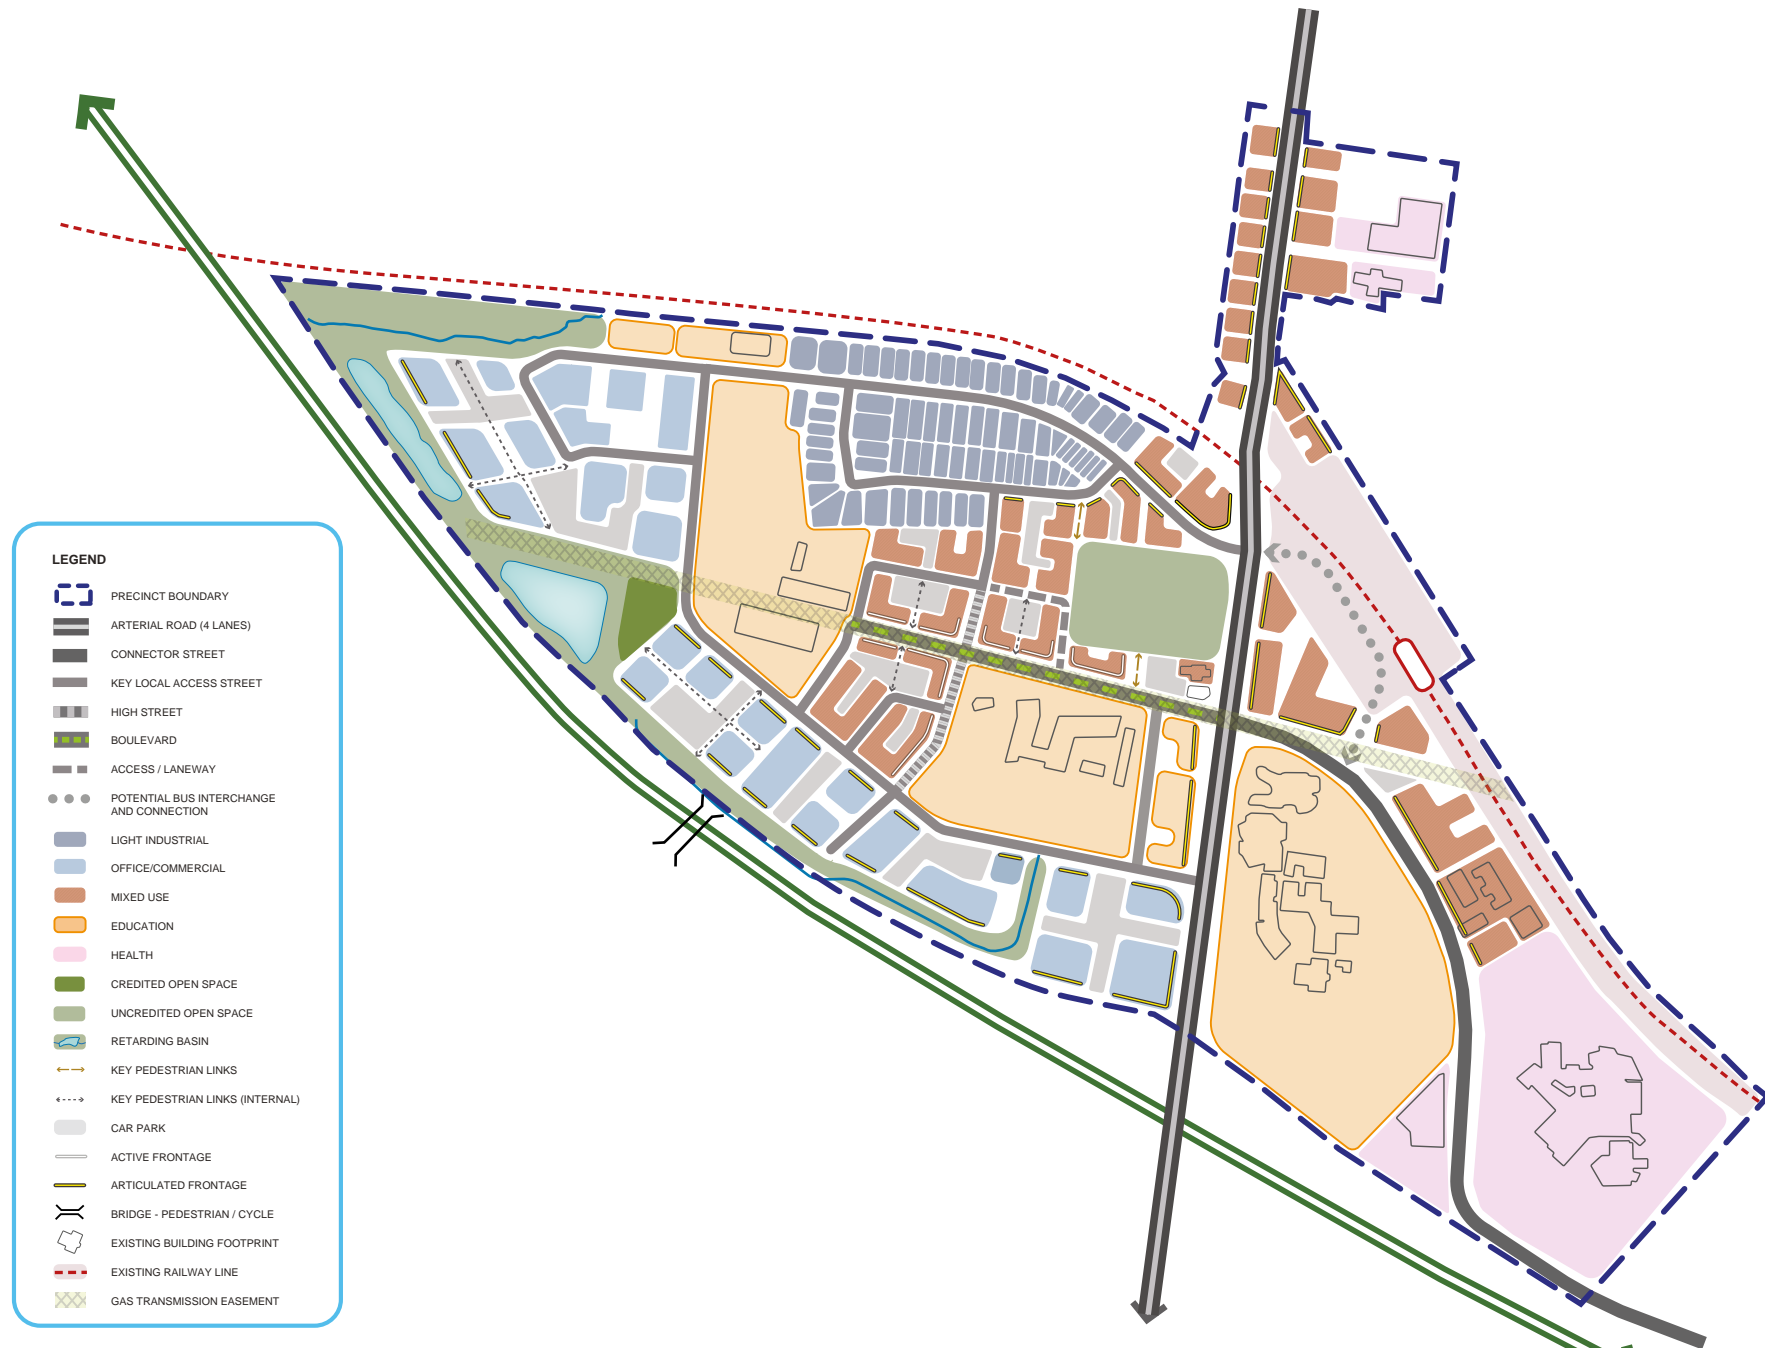 LEGEND
PRECINCT BOUNDARY
ARTERIAL ROAD (4 LANES)
CONNECTOR STREET
KEY LOCAL ACCESS STREET
HIGH STREET
BOULEVARD
ACCESS / LANEWAY
POTENTIAL BUS INTERCHANGE
AND CONNECTION
LIGHT INDUSTRIAL
OFFICE/COMMERCIAL
MIXED USE
EDUCATION
HEALTH
CREDITED OPEN SPACE
UNCREDITED OPEN SPACE
RETARDING BASIN
KEY PEDESTRIAN LINKS
KEY PEDESTRIAN LINKS (INTERNAL)
CAR PARK
ACTIVE FRONTAGE
ARTICULATED FRONTAGE
BRIDGE - PEDESTRIAN / CYCLE
EXISTING BUILDING FOOTPRINT
EXISTING RAILWAY LINE
GAS TRANSMISSION EASEMENT